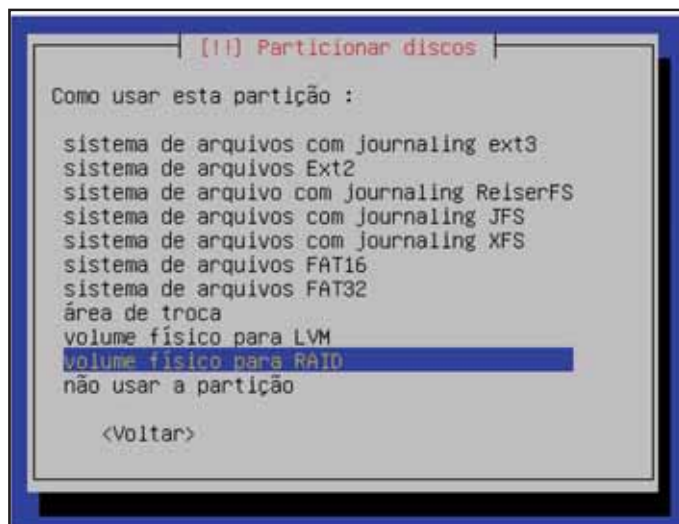 [!!] Particionar discos
Como usar esta partição :
sistema de arquivos com journaling ext3
sistema de arquivos Ext2
sistema de arquivo com journaling ReiserFS
sistema de arquivos com journaling JFS
sistema de arquivos com journaling XFS
sistema de arquivos FAT16
sistema de arquivos FAT32
área de troca
volume físico para LVM
volume físico para RAID
não usar a partição
<Voltar>